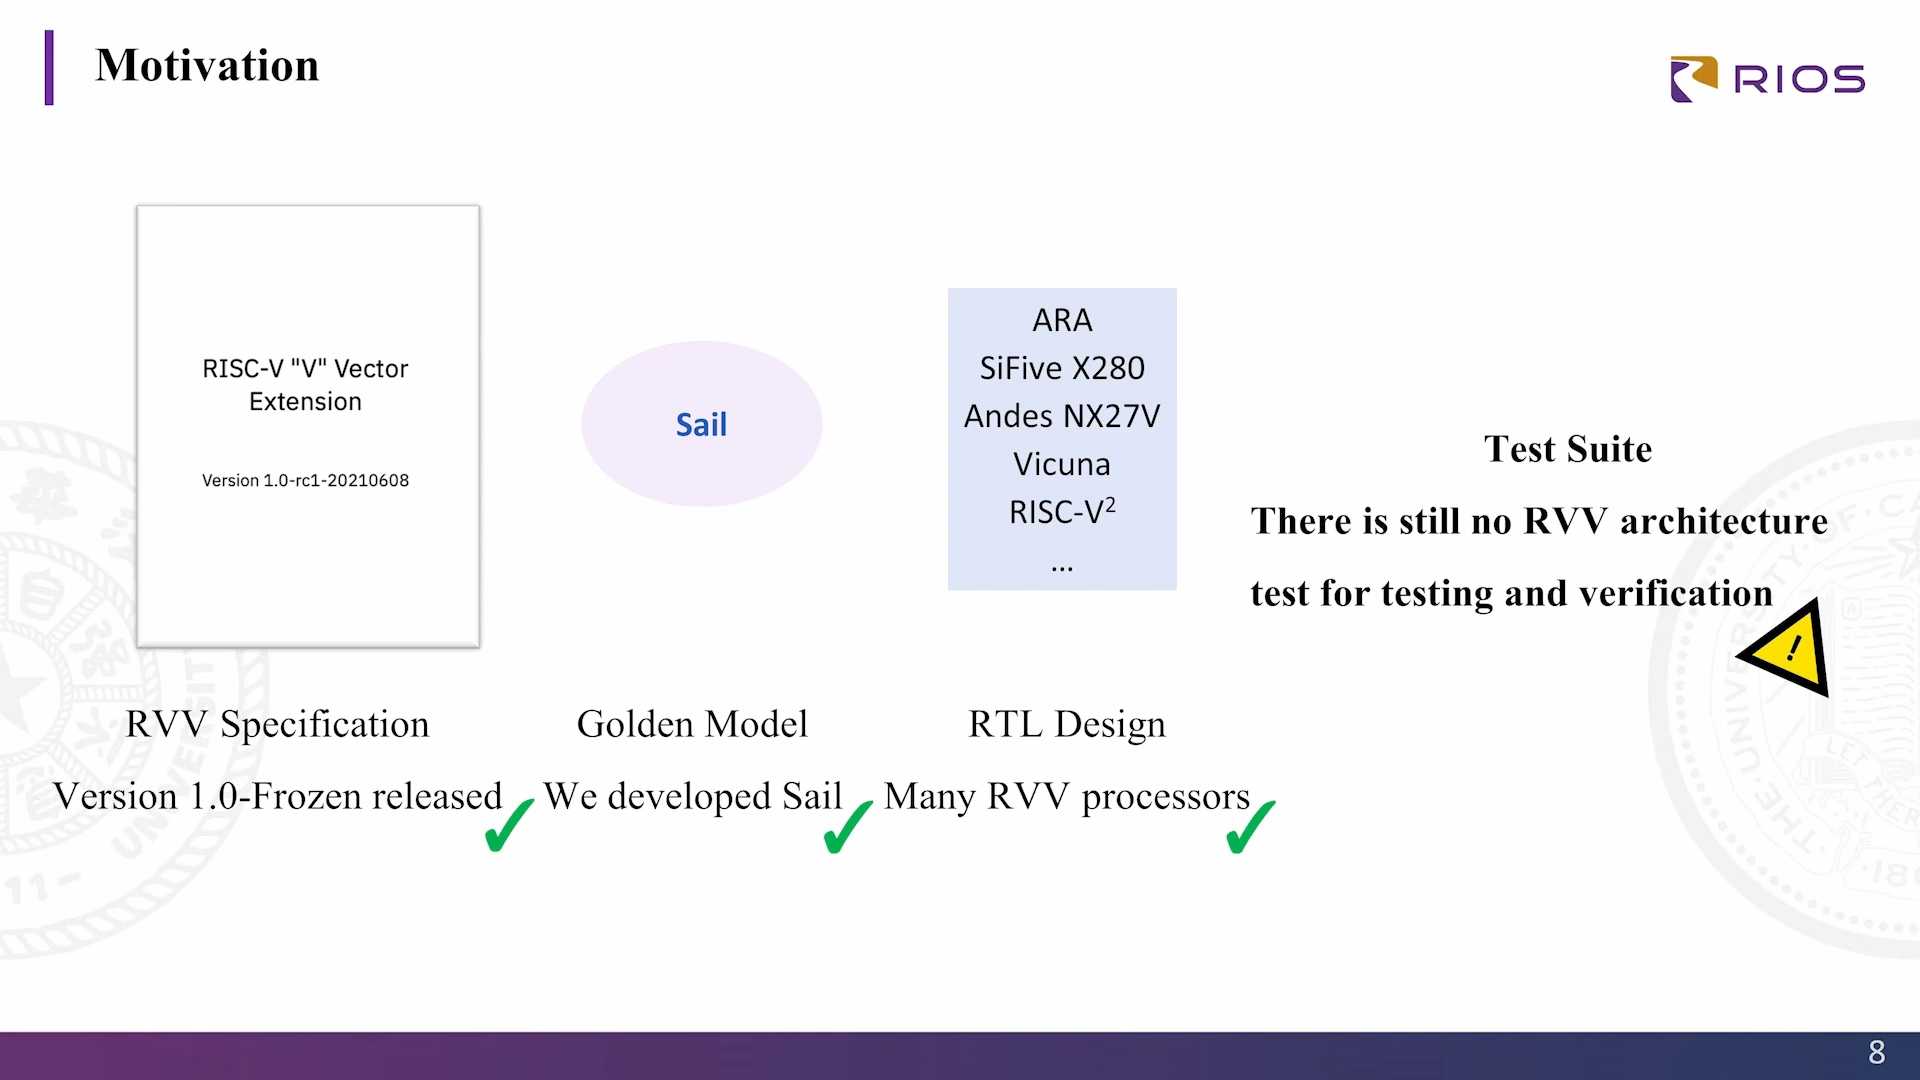 Motivation
RIOS
RISC-V "V" Vector
Extension
Version 1.0-rc1-20210608
Sail
ARA
SiFive X280
Andes NX27V
Vicuna
RISC-V²
...
Test Suite
There is still no RVV architecture
test for testing and verification
!
RVV Specification
Version 1.0-Frozen released
Golden Model
We developed Sail
RTL Design
Many RVV processors
8